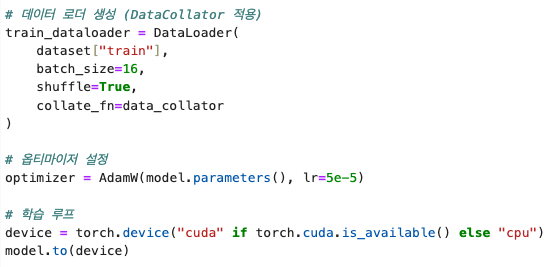 # 데이터 로더 생성 (DataCollator 적용)
train_dataloader = DataLoader(
    dataset["train"],
    batch_size=16,
    shuffle=True,
    collate_fn=data_collator
)
# 옵티마이저 설정
optimizer = AdamW(model.parameters(), lr=5e-5)
# 학습 루프
device = torch.device("cuda" if torch.cuda.is_available() else "cpu")
model.to(device)